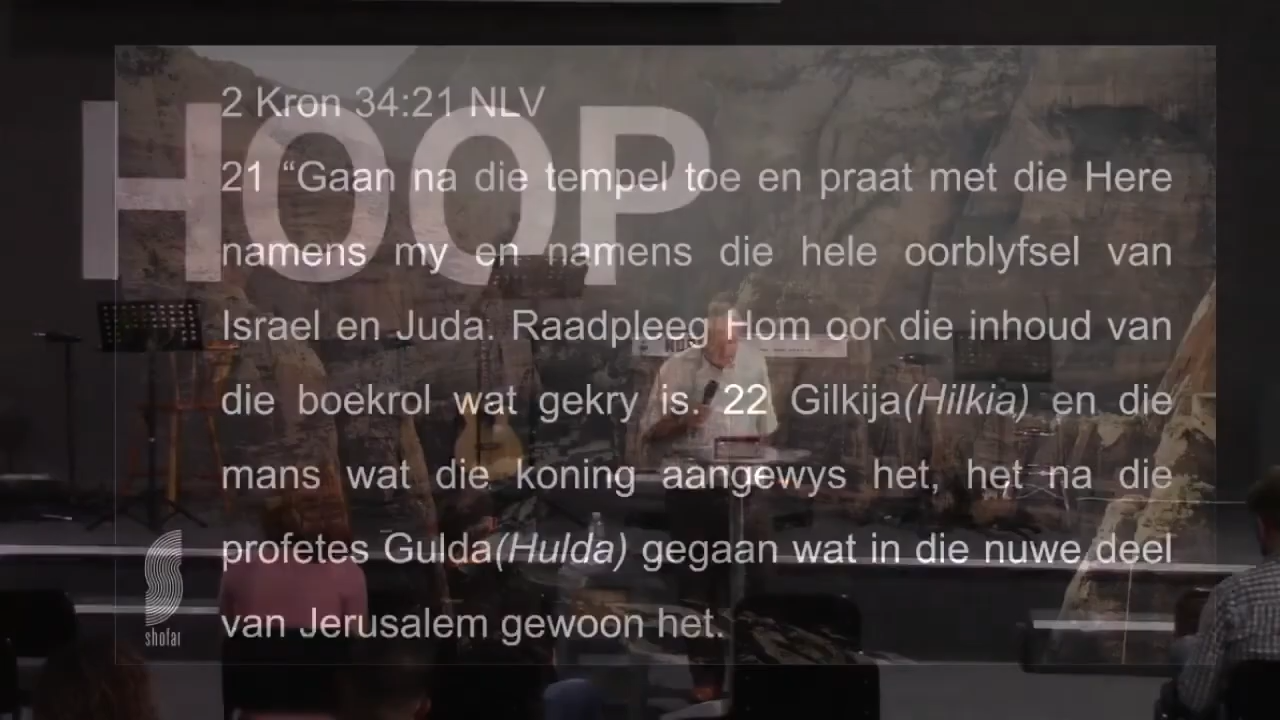 2 Kron 34:21 NLV
HOOP
21 “Gaan na die tempel toe en praat met die Here
namens my en namens die hele oorblyfsel van
Israel en Juda. Raadpleeg Hom oor die inhoud van
die boekrol wat gekry is. 22 Gilkija(Hilkia) en die
mans wat die koning aangewys het, het na die
profetes Gulda(Hulda) gegaan wat in die nuwe deel
van Jerusalem gewoon het.
shofar